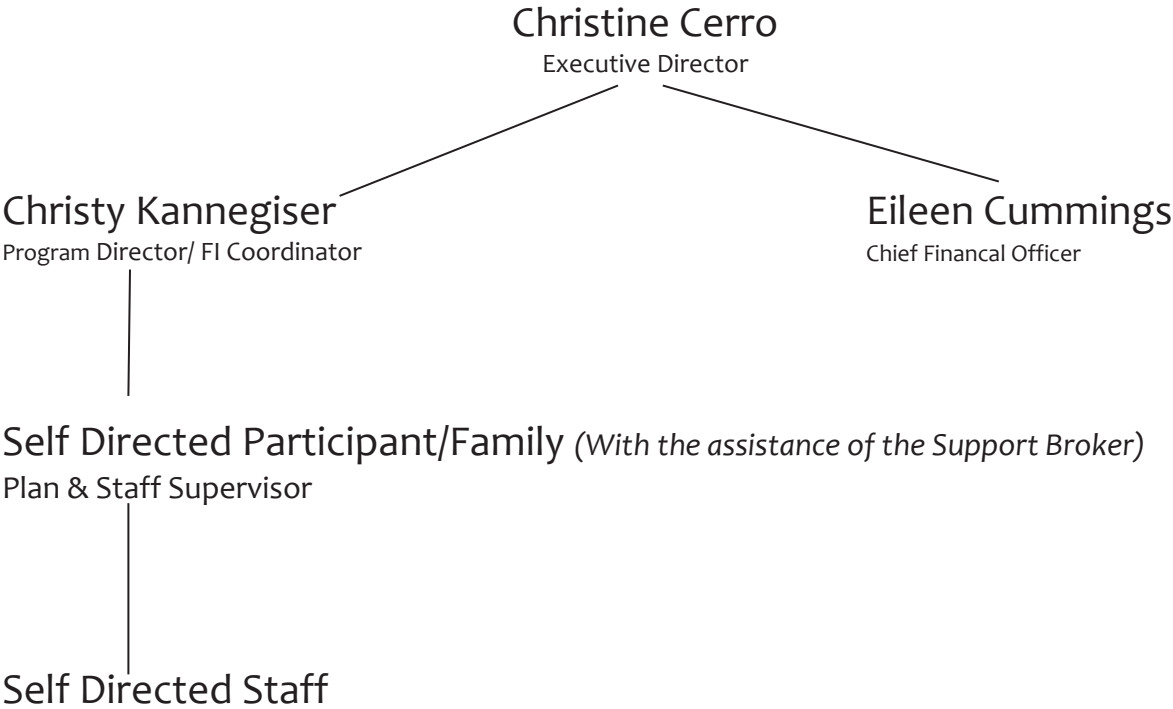 Christine Cerro
Executive Director
Christy Kannegiser
Program Director/ FI Coordinator
Eileen Cummings
Chief Financal Officer
Self Directed Participant/Family (With the assistance of the Support Broker)
Plan & Staff Supervisor
Self Directed Staff